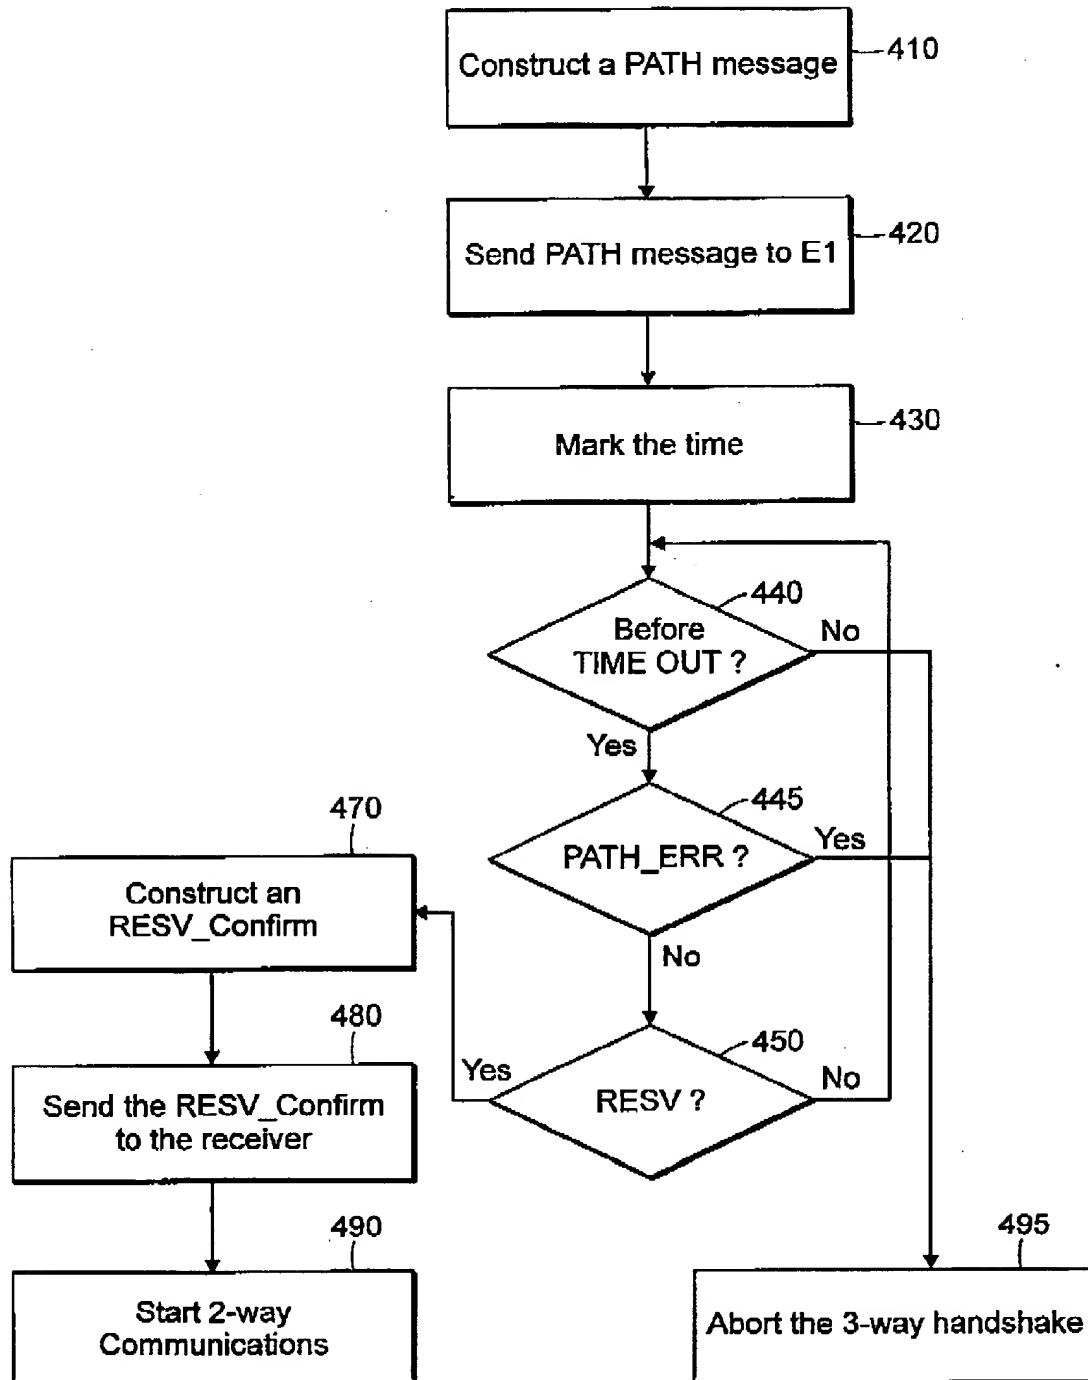 Construct a PATH message
410
Send PATH message to E1
420
Mark the time
430
440
Before
TIME OUT ?
No
Yes
445
PATH_ERR ?
Yes
No
450
RESV ?
Yes
No
470
Construct an
RESV_Confirm
480
Send the RESV_Confirm
to the receiver
490
Start 2-way
Communications
495
Abort the 3-way handshake